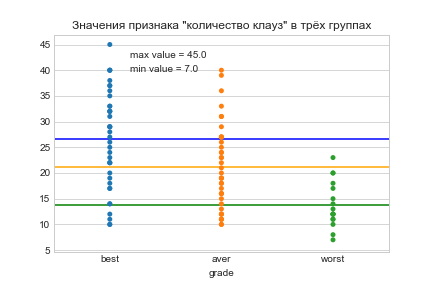 Значения признака "количество клауз" в трёх группах
max value = 45.0
min value = 7.0
45
40
35
30
25
20
15
10
5
best aver worst
grade